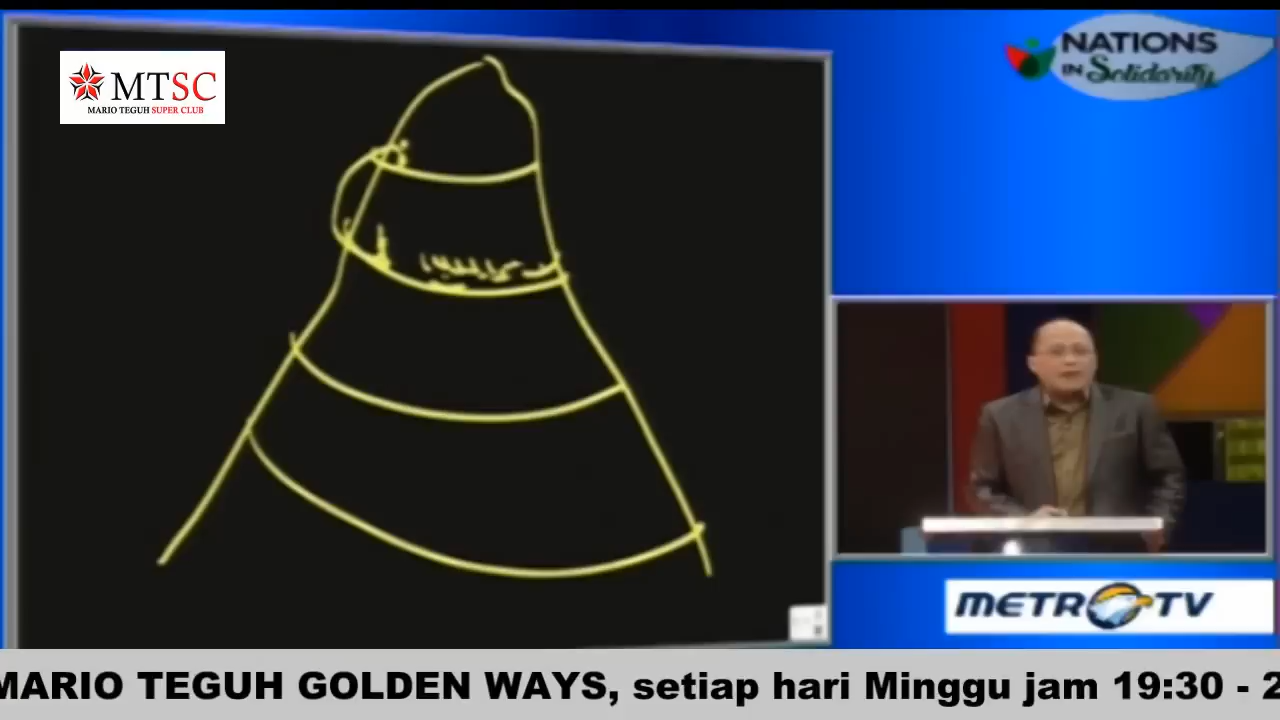 MTSC
MARIO TEGUH SUPER CLUB
NATIONS
IN Solidarity
METRO TV
MARIO TEGUH GOLDEN WAYS, setiap hari Minggu jam 19:30 - 2